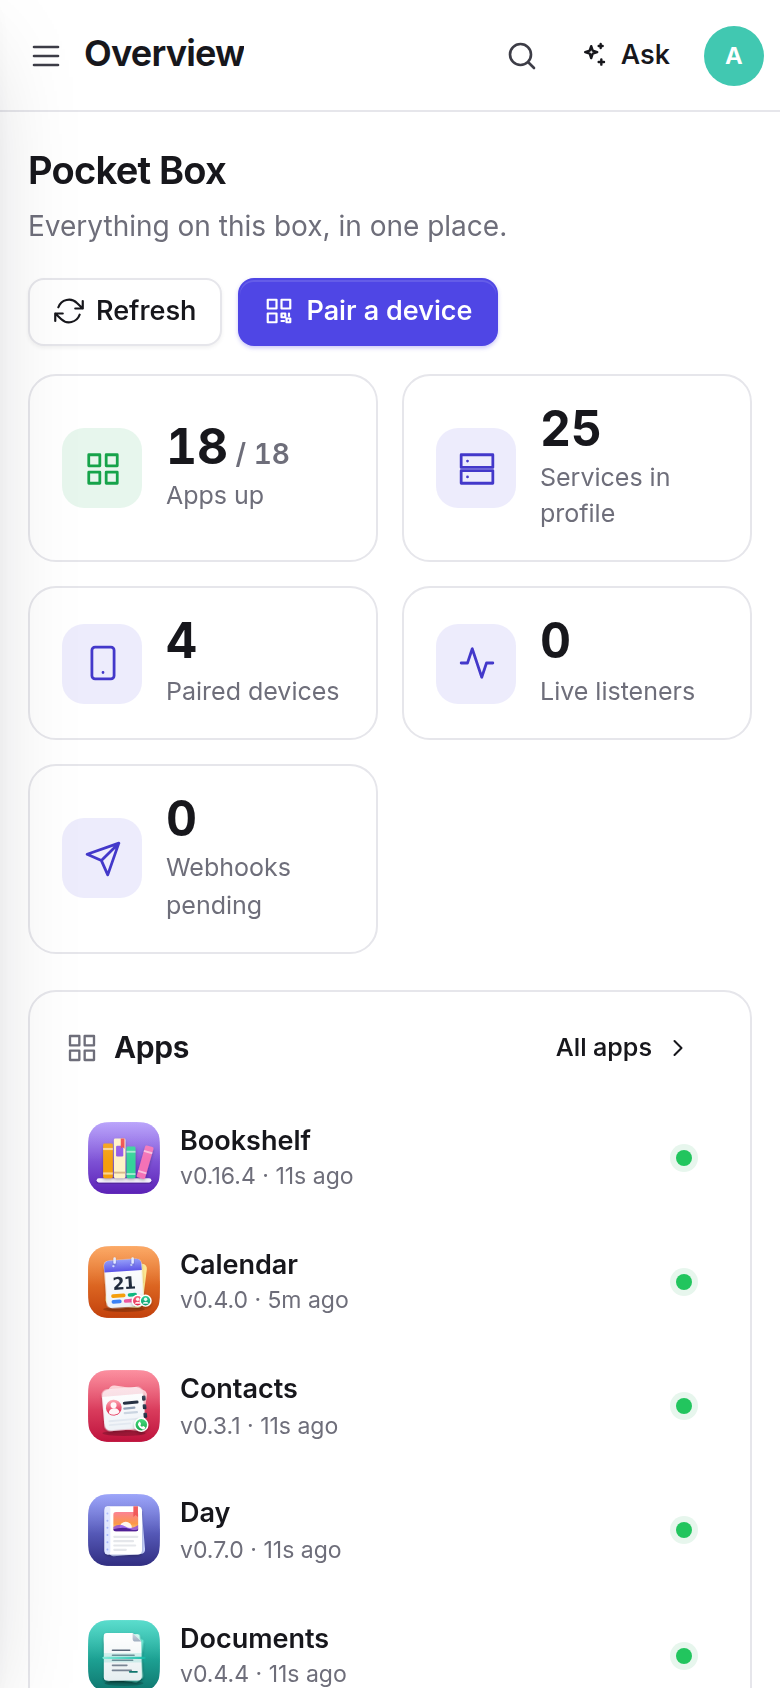 Overview
Ask
A
Pocket Box
Everything on this box, in one place.
Refresh
Pair a device
18 / 18
Apps up
25
Services in
profile
4
Paired devices
0
Live listeners
0
Webhooks
pending
Apps
All apps
Bookshelf
v0.16.4 · 11s ago
21
Calendar
v0.4.0 · 5m ago
Contacts
v0.3.1 · 11s ago
Day
v0.7.0 · 11s ago
Documents
v0.4.4 · 11s ago